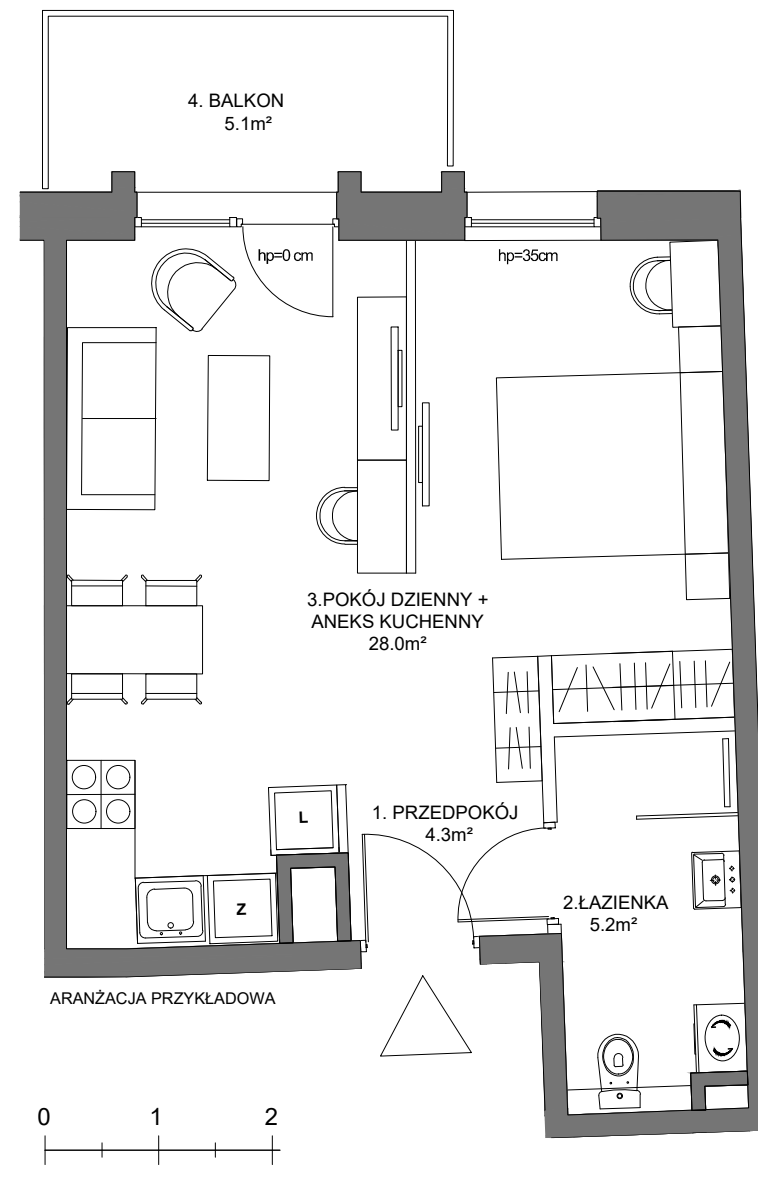 4. BALKON
5.1m²
hp=0 cm
hp=35cm
3.POKÓJ DZIENNY +
ANEKS KUCHENNY
28.0m²
L
1. PRZEDPOKÓJ
4.3m²
Z
2.ŁAZIENKA
5.2m²
ARANŻACJA PRZYKŁADOWA
0 1 2